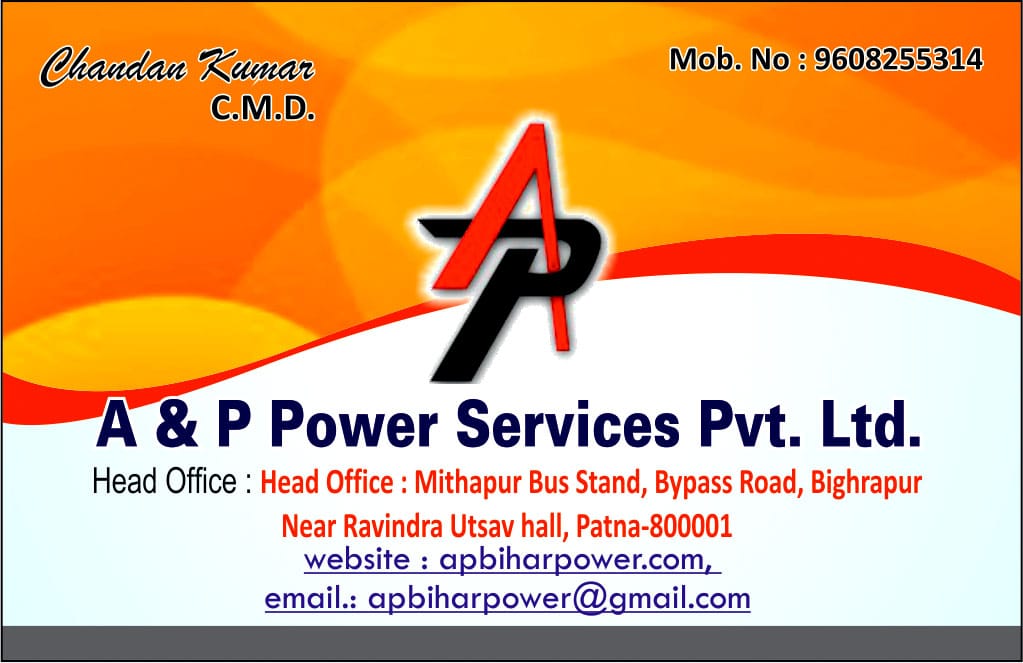 Chandan Kumar
C.M.D.
Mob. No : 9608255314
AP
A & P Power Services Pvt. Ltd.
Head Office : Head Office : Mithapur Bus Stand, Bypass Road, Bighrapur
Near Ravindra Utsav hall, Patna-800001
website : apbiharpower.com,
email.: apbiharpower@gmail.com